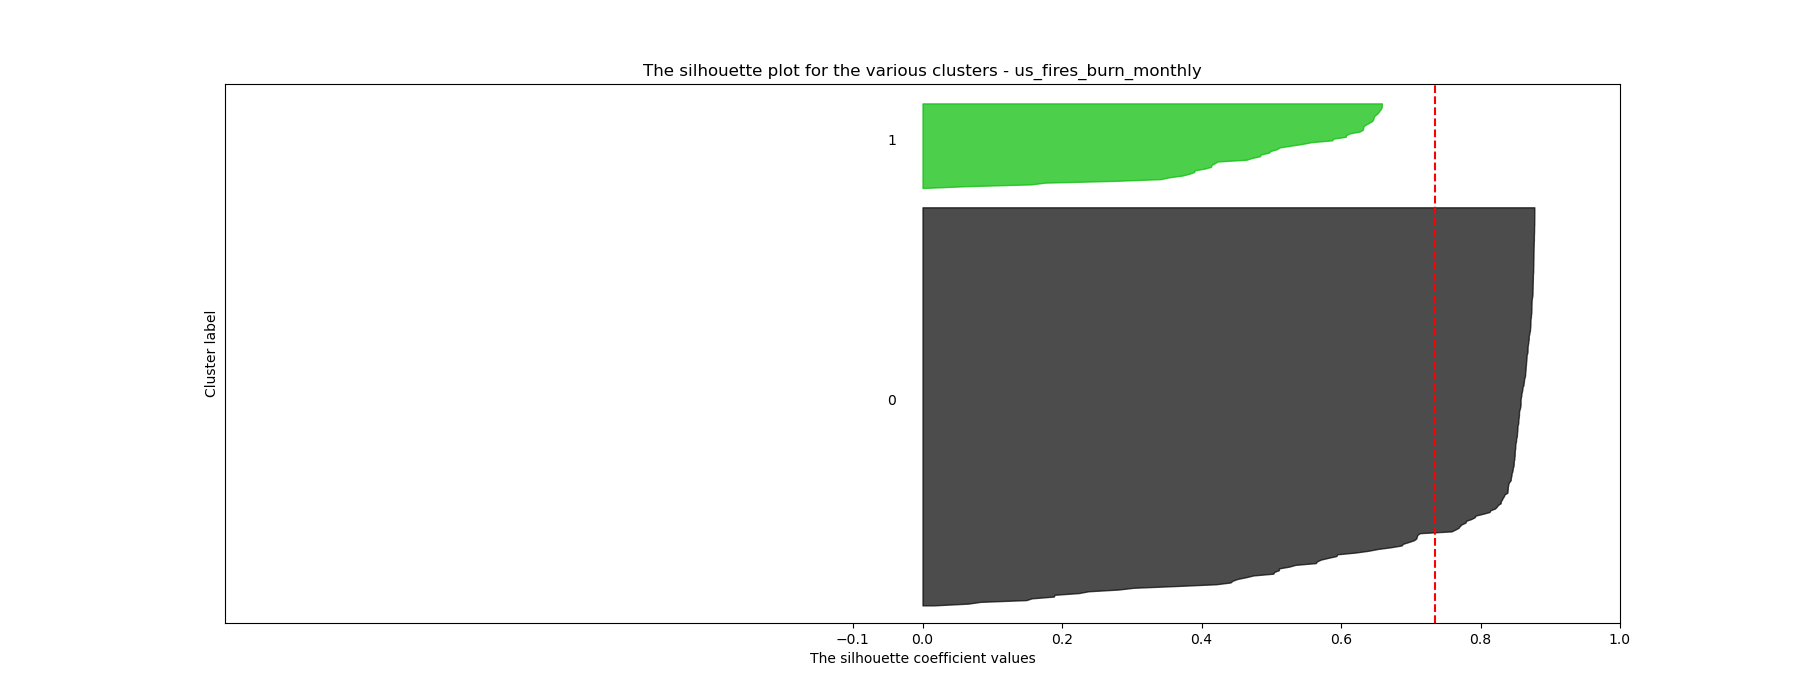 The silhouette plot for the various clusters - us_fires_burn_monthly
1
0
Cluster label
−0.1 0.0 0.2 0.4 0.6 0.8 1.0
The silhouette coefficient values